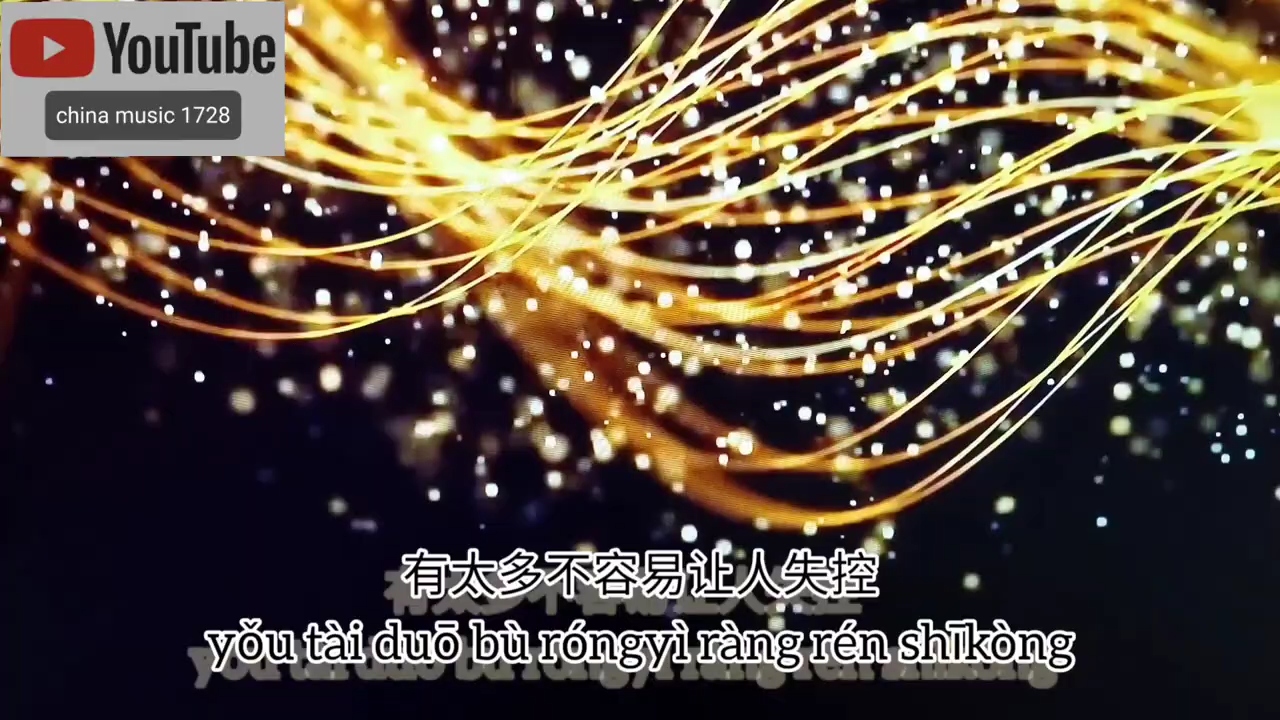 YouTube
china music 1728
有太多不容易让人失控
yǒu tài duō bù róngyì ràng rén shīkòng